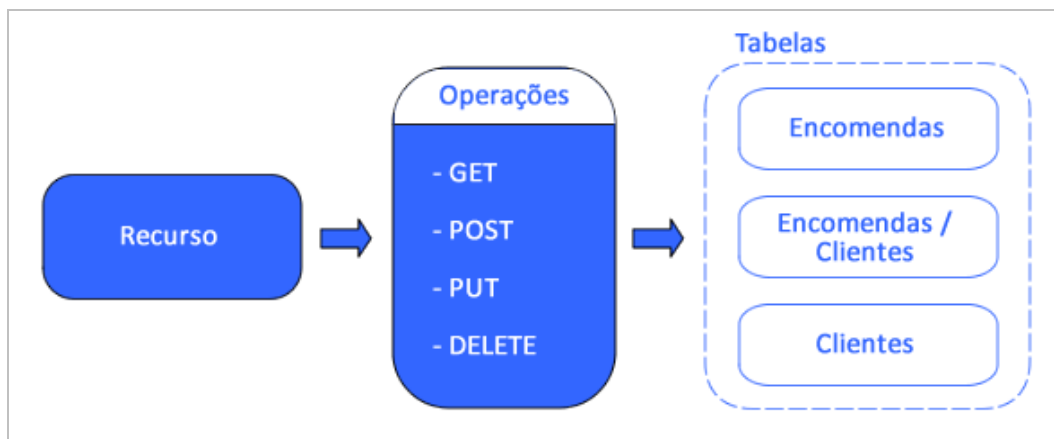 Tabelas
Operações
Encomendas
- GET
- POST
Recurso
Encomendas /
Clientes
- PUT
- DELETE
Clientes